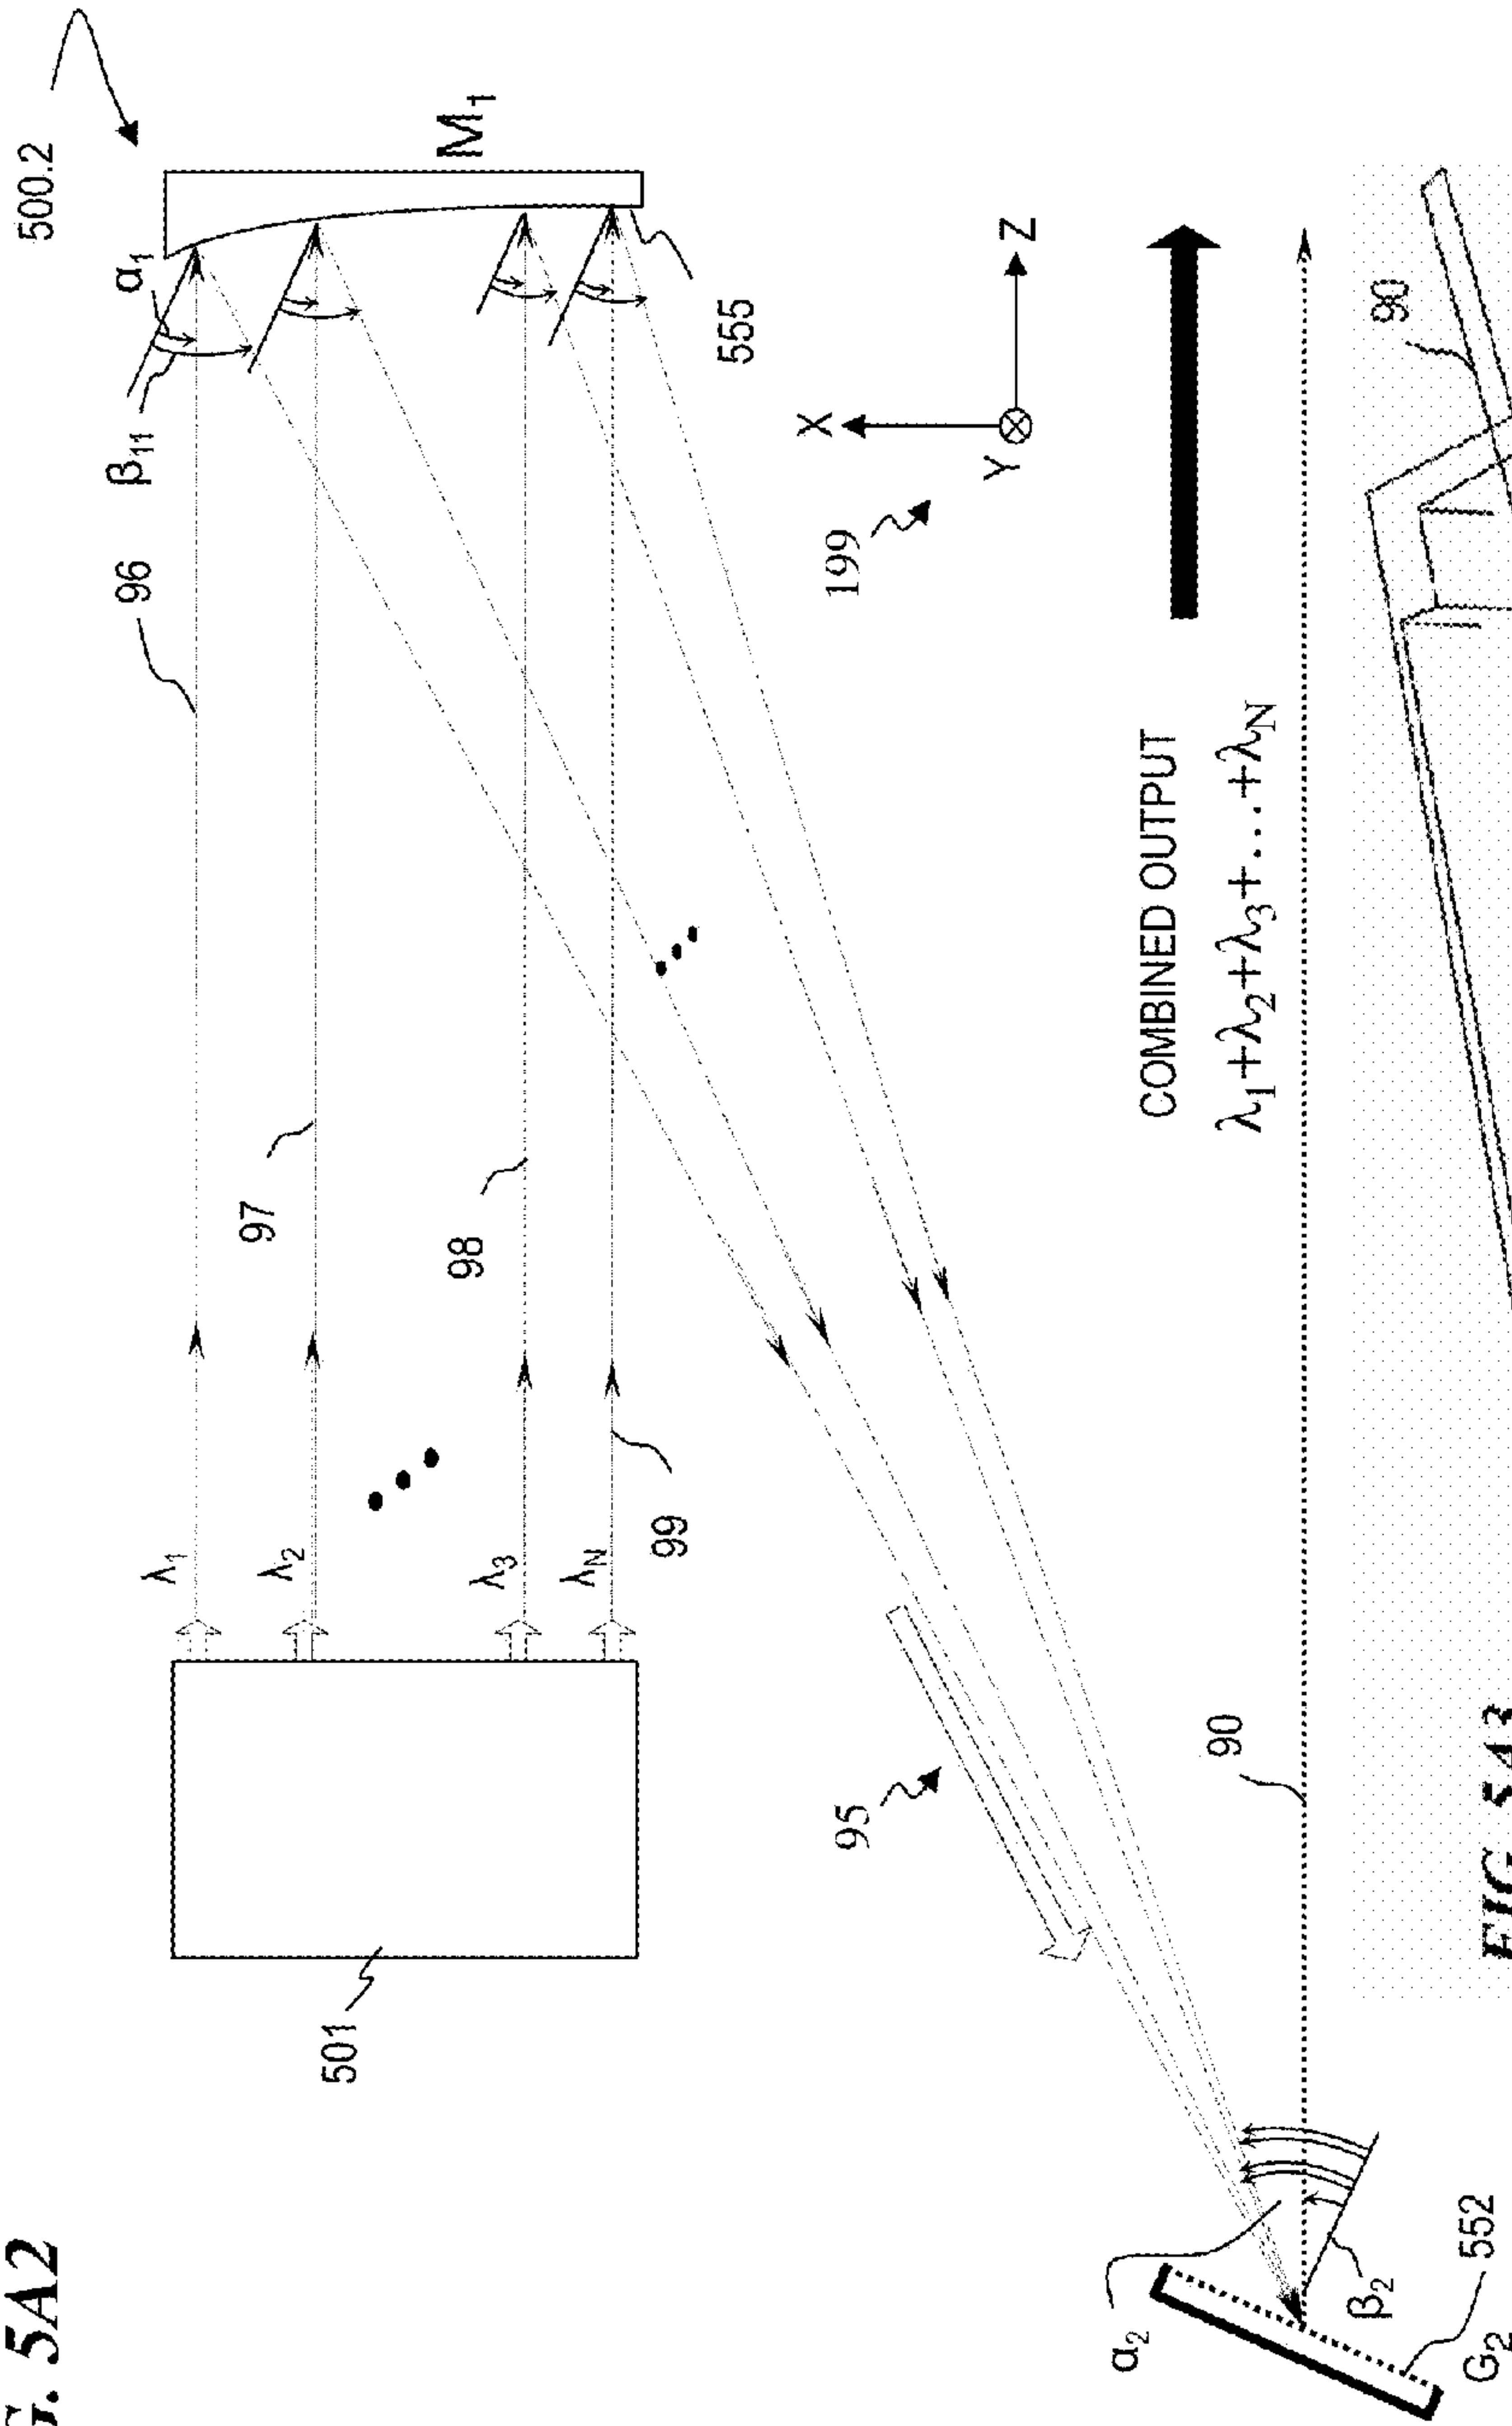 G. 5A2
500.2
M₁
α₁
β₁₁
96
97
98
99
λ₁
λ₂
λ₃
λN
501
555
X
Y
Z
199
95
COMBINED OUTPUT
λ₁+λ₂+λ₃+...+λN
90
α₂
β₂
G₂
552
90
FIG. 5A3